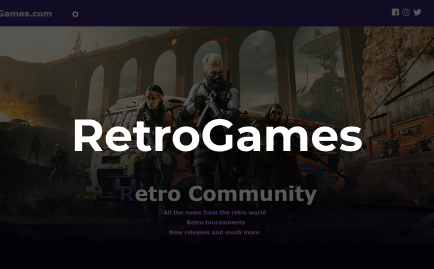 Games.com
RetroGames
Retro Community
All the news from the retro world
Retro tournaments
New releases and much more